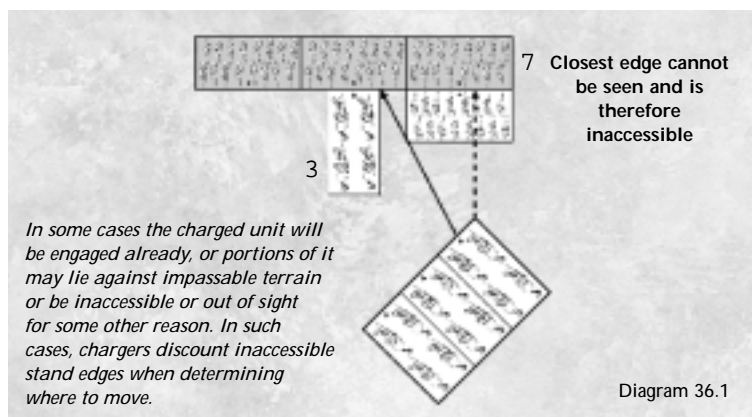 7 Closest edge cannot
be seen and is
therefore
inaccessible
3
In some cases the charged unit will
be engaged already, or portions of it
may lie against impassable terrain
or be inaccessible or out of sight
for some other reason. In such
cases, chargers discount inaccessible
stand edges when determining
where to move.
Diagram 36.1